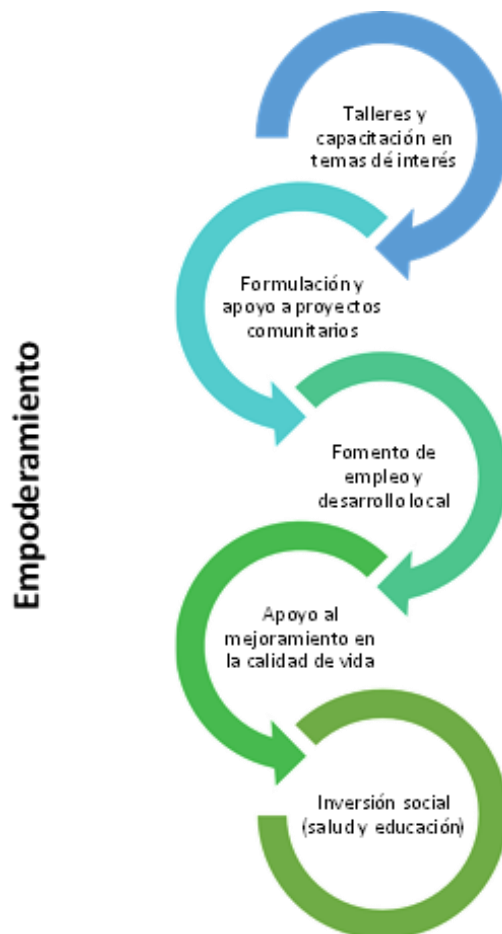 Empoderamiento
Talleres y
capacitación en
temas dé interés
Formulación y
apoyo a proyectos
comunitarios
Fomento de
empleo y
desarrollo local
Apoyo al
mejoramiento en
la calidad de vida
Inversión social
(salud y educación)